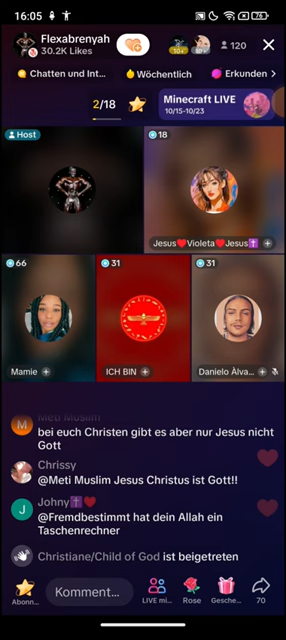 16:05
76
Flexabrenyah
30.2K Likes
120
Chatten und Int...
Wöchentlich
Erkunden
2/18
Minecraft LIVE
10/15-10/23
Host
18
Jesus❤️Violeta❤️Jesus✝️
66
Mamie
31
ICH BIN
31
Danielo Àlva...
Meti Muslim
bei euch Christen gibt es aber nur Jesus nicht
Gott
Chrissy
@Meti Muslim Jesus Christus ist Gott!!
J
Johny✝️❤️
@Fremdbestimmt hat dein Allah ein
Taschenrechner
Christiane/Child of God ist beigetreten
Abonn...
Komment...
LIVE mi...
Rose
Gesche...
70